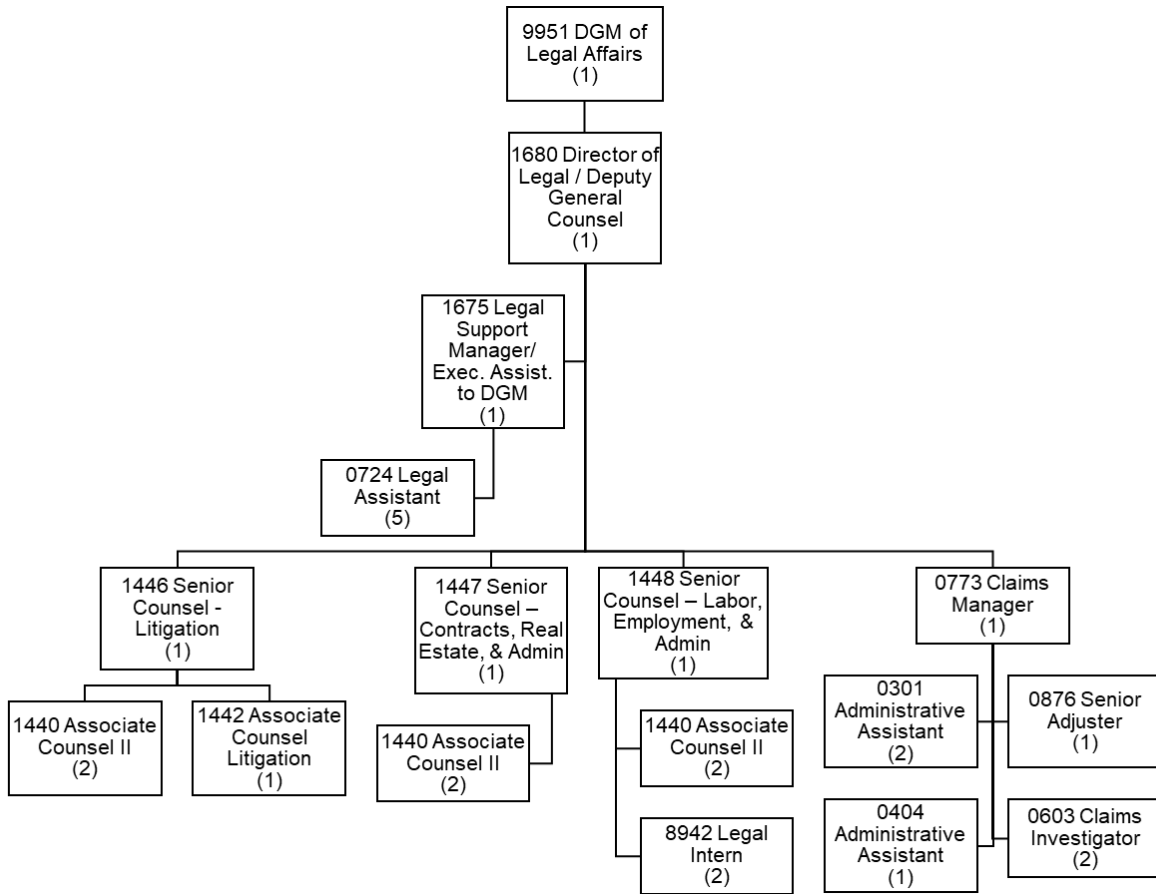 9951 DGM of
Legal Affairs
(1)
1680 Director of
Legal / Deputy
General
Counsel
(1)
1675 Legal
Support
Manager/
Exec. Assist.
to DGM
(1)
0724 Legal
Assistant
(5)
1446 Senior
Counsel -
Litigation
(1)
1440 Associate
Counsel II
(2)
1442 Associate
Counsel
Litigation
(1)
1447 Senior
Counsel –
Contracts, Real
Estate, & Admin
(1)
1440 Associate
Counsel II
(2)
1448 Senior
Counsel – Labor,
Employment, &
Admin
(1)
1440 Associate
Counsel II
(2)
8942 Legal
Intern
(2)
0773 Claims
Manager
(1)
0301
Administrative
Assistant
(2)
0876 Senior
Adjuster
(1)
0404
Administrative
Assistant
(1)
0603 Claims
Investigator
(2)